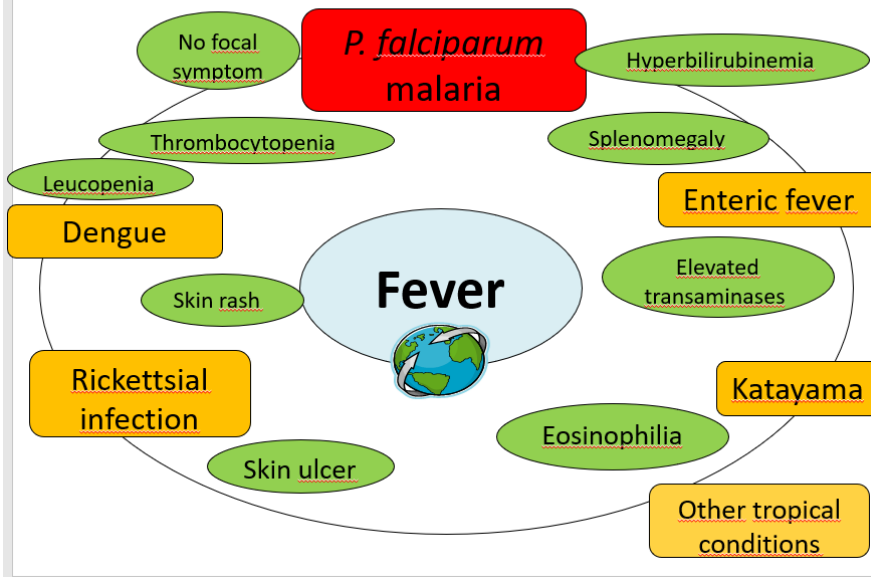 No focal
symptom
P. falciparum
malaria
Hyperbilirubinemia
Thrombocytopenia
Splenomegaly
Leucopenia
Enteric fever
Dengue
Fever
Elevated
transaminases
Skin rash
Rickettsial
infection
Katayama
Eosinophilia
Skin ulcer
Other tropical
conditions